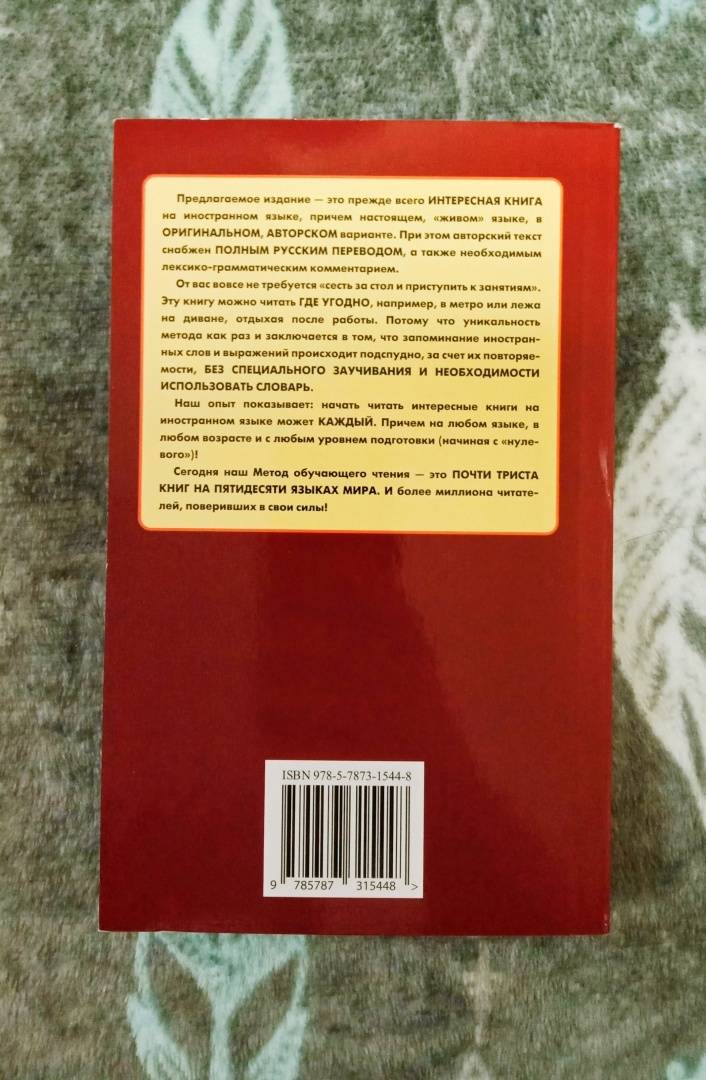 Предлагаемое издание — это прежде всего ИНТЕРЕСНАЯ КНИГА
на иностранном языке, причем настоящем, «живом» языке, в
ОРИГИНАЛЬНОМ, АВТОРСКОМ варианте. При этом авторский текст
снабжен ПОЛНЫМ РУССКИМ ПЕРЕВОДОМ, а также необходимым
лексико-грамматическим комментарием.
От вас вовсе не требуется «сесть за стол и приступить к занятиям».
Эту книгу можно читать ГДЕ УГОДНО, например, в метро или лежа
на диване, отдыхая после работы. Потому что уникальность
метода как раз и заключается в том, что запоминание иностран-
ных слов и выражений происходит подспудно, за счет их повторяе-
мости, БЕЗ СПЕЦИАЛЬНОГО ЗАУЧИВАНИЯ И НЕОБХОДИМОСТИ
ИСПОЛЬЗОВАТЬ СЛОВАРЬ.
Наш опыт показывает: начать читать интересные книги на
иностранном языке может КАЖДЫЙ. Причем на любом языке, в
любом возрасте и с любым уровнем подготовки (начиная с «нуле-
вого»)!
Сегодня наш Метод обучающего чтения — это ПОЧТИ ТРИСТА
КНИГ НА ПЯТИДЕСЯТИ ЯЗЫКАХ МИРА. И более миллиона читате-
лей, поверивших в свои силы!
ISBN 978-5-7873-1544-8
9 785787 315448 >